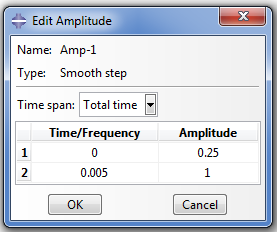 Edit Amplitude
Name: Amp-1
Type: Smooth step
Time span: Total time
Time/Frequency Amplitude
1 0 0.25
2 0.005 1
OK Cancel